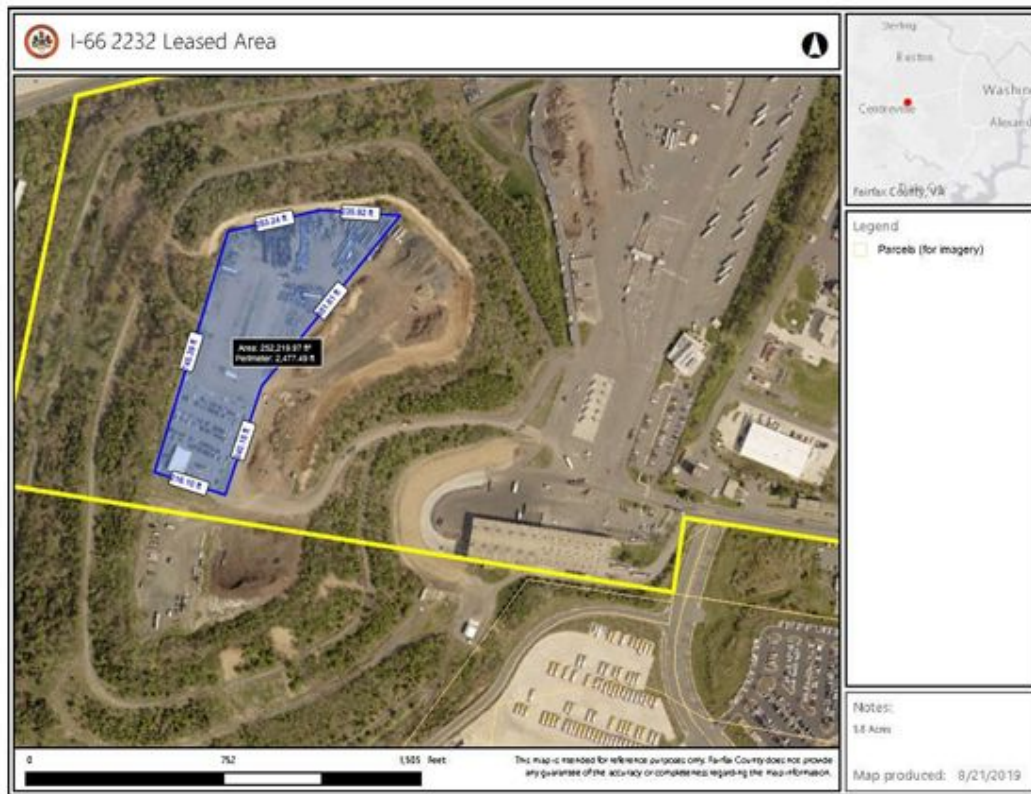 I-66 2232 Leased Area
Sterling
Reston
Centreville
Fairfax County, VA
Legend
Parcels (for imagery)
Area: 252,219.97 ft²
Perimeter: 2,477.49 ft
Notes:
5.8 Acres
Map produced: 8/21/2019
0 752 1,505 Feet
This map is intended for reference purposes only. Fairfax County does not provide
any guarantee of the accuracy or completeness regarding the map information.